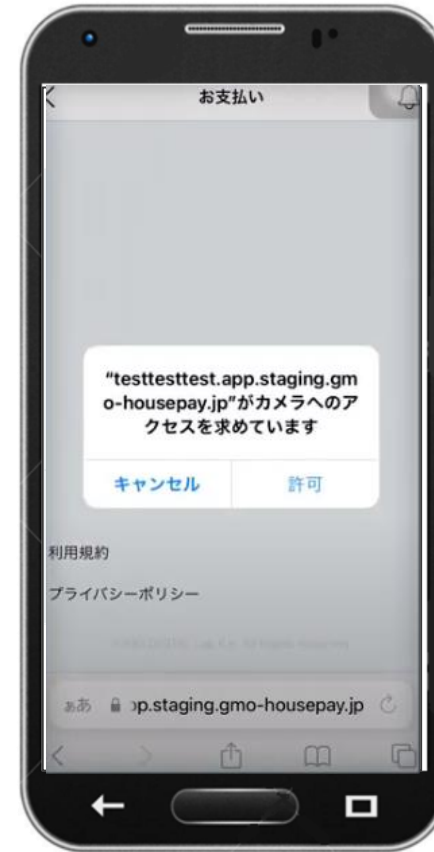 お支払い
"testtesttest.app.staging.gm
o-housepay.jp"がカメラへのア
クセスを求めています
キャンセル
許可
利用規約
プライバシーポリシー
ぁあ
op.staging.gmo-housepay.jp